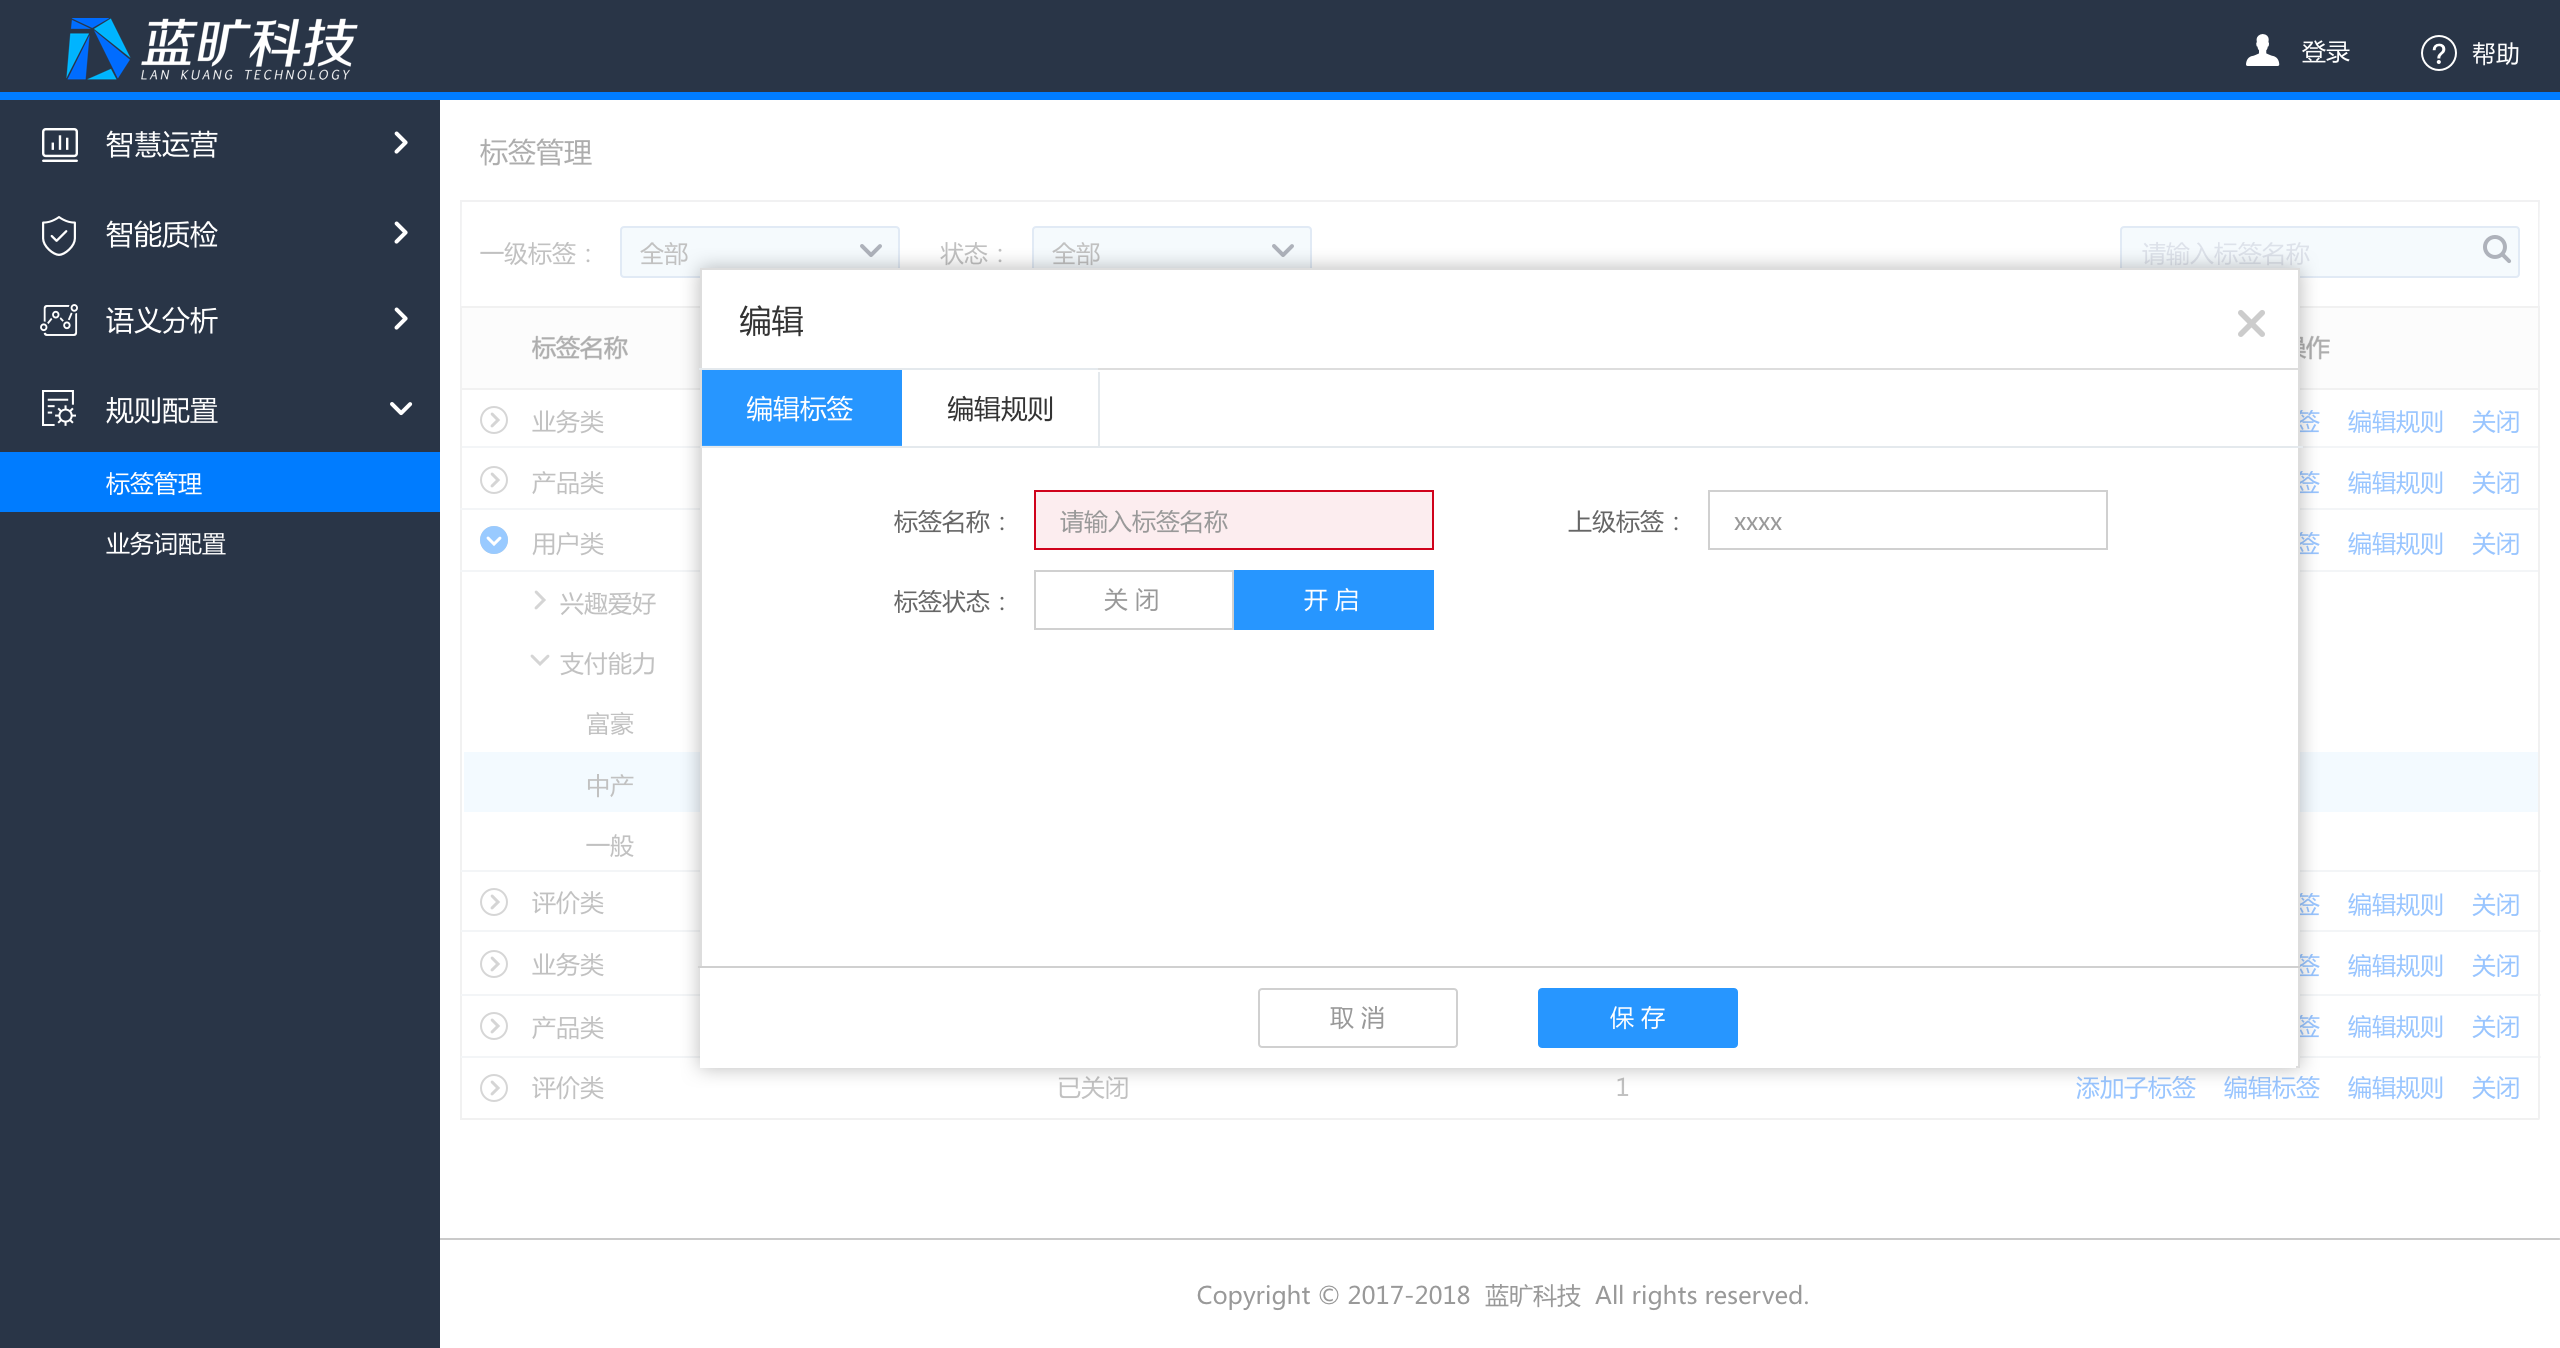 蓝旷科技
LAN KUANG TECHNOLOGY
登录
帮助
智慧运营
智能质检
语义分析
规则配置
标签管理
业务词配置
标签管理
一级标签： 全部 状态： 全部 请输入标签名称
标签名称 作
业务类 签 编辑规则 关闭
产品类 签 编辑规则 关闭
用户类 签 编辑规则 关闭
兴趣爱好
支付能力
富豪
中产
一般
评价类 签 编辑规则 关闭
业务类 签 编辑规则 关闭
产品类 签 编辑规则 关闭
评价类 已关闭 1 添加子标签 编辑标签 编辑规则 关闭
编辑
编辑标签 编辑规则
标签名称： 请输入标签名称 上级标签： xxxx
标签状态： 关 闭 开 启
取 消 保 存
Copyright © 2017-2018 蓝旷科技 All rights reserved.